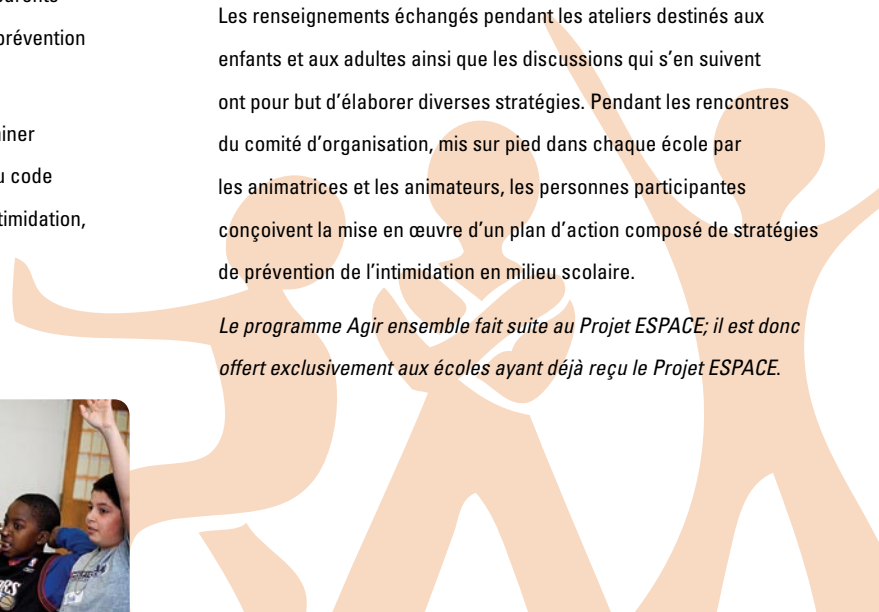 prévention
u code
Les renseignements échangés pendant les ateliers destinés aux
enfants et aux adultes ainsi que les discussions qui s’en suivent
ont pour but d’élaborer diverses stratégies. Pendant les rencontres
du comité d’organisation, mis sur pied dans chaque école par
les animatrices et les animateurs, les personnes participantes
conçoivent la mise en œuvre d’un plan d’action composé de stratégies
de prévention de l’intimidation en milieu scolaire.
Le programme Agir ensemble fait suite au Projet ESPACE; il est donc
offert exclusivement aux écoles ayant déjà reçu le Projet ESPACE.